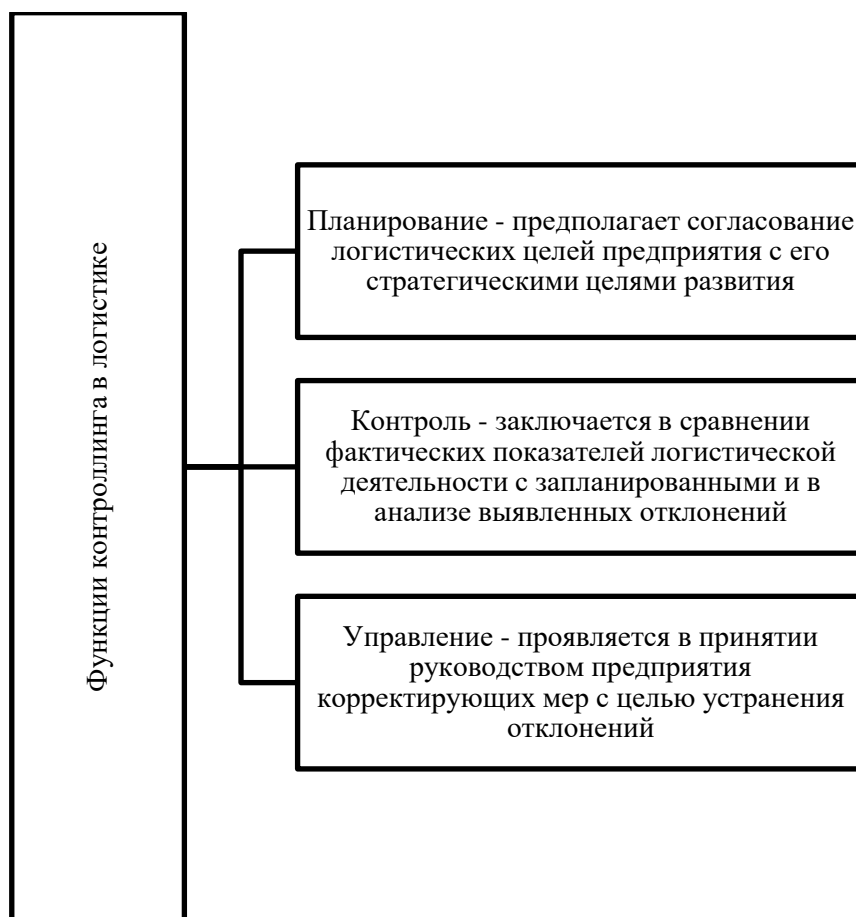 Функции контроллинга в логистике
Планирование - предполагает согласование
логистических целей предприятия с его
стратегическими целями развития
Контроль - заключается в сравнении
фактических показателей логистической
деятельности с запланированными и в
анализе выявленных отклонений
Управление - проявляется в принятии
руководством предприятия
корректирующих мер с целью устранения
отклонений